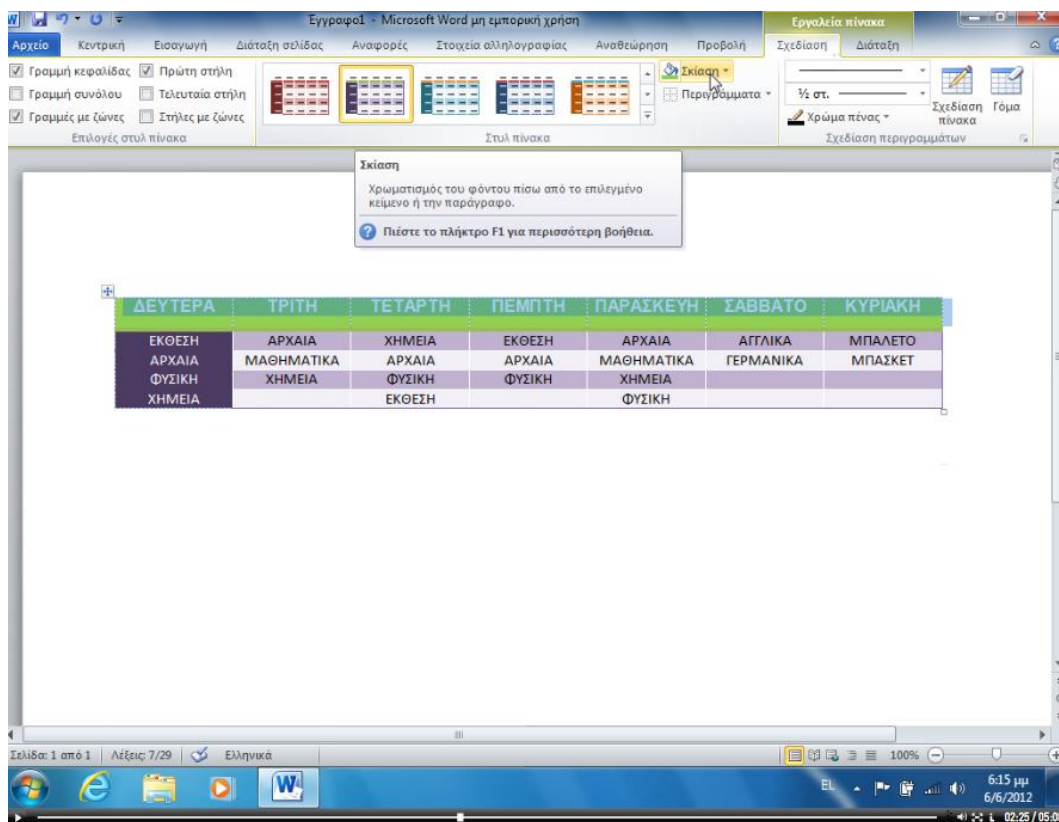 Έγγραφο1 - Microsoft Word μη εμπορική χρήση
Εργαλεία πίνακα
Αρχείο Κεντρική Εισαγωγή Διάταξη σελίδας Αναφορές Στοιχεία αλληλογραφίας Αναθεώρηση Προβολή Σχεδίαση Διάταξη
Γραμμή κεφαλίδας Πρώτη στήλη Σκίαση
Γραμμή συνόλου Τελευταία στήλη Περιγράμματα ½ στ.
Γραμμές με ζώνες Στήλες με ζώνες Χρώμα πένας Σχεδίαση πίνακα Γόμα
Επιλογές στυλ πίνακα Στυλ πίνακα Σχεδίαση περιγραμμάτων
Σκίαση
Χρωματισμός του φόντου πίσω από το επιλεγμένο
κείμενο ή την παράγραφο.
Πιέστε το πλήκτρο F1 για περισσότερη βοήθεια.
ΔΕΥΤΕΡΑ ΤΡΙΤΗ ΤΕΤΑΡΤΗ ΠΕΜΠΤΗ ΠΑΡΑΣΚΕΥΗ ΣΑΒΒΑΤΟ ΚΥΡΙΑΚΗ
ΕΚΘΕΣΗ ΑΡΧΑΙΑ ΧΗΜΕΙΑ ΕΚΘΕΣΗ ΑΡΧΑΙΑ ΑΓΓΛΙΚΑ ΜΠΑΛΕΤΟ
ΑΡΧΑΙΑ ΜΑΘΗΜΑΤΙΚΑ ΑΡΧΑΙΑ ΑΡΧΑΙΑ ΜΑΘΗΜΑΤΙΚΑ ΓΕΡΜΑΝΙΚΑ ΜΠΑΣΚΕΤ
ΦΥΣΙΚΗ ΧΗΜΕΙΑ ΦΥΣΙΚΗ ΦΥΣΙΚΗ ΧΗΜΕΙΑ
ΧΗΜΕΙΑ ΕΚΘΕΣΗ ΦΥΣΙΚΗ
Σελίδα: 1 από 1 Λέξεις: 7/29 Ελληνικά 100%
EL 6:15 μμ
6/6/2012
02:25